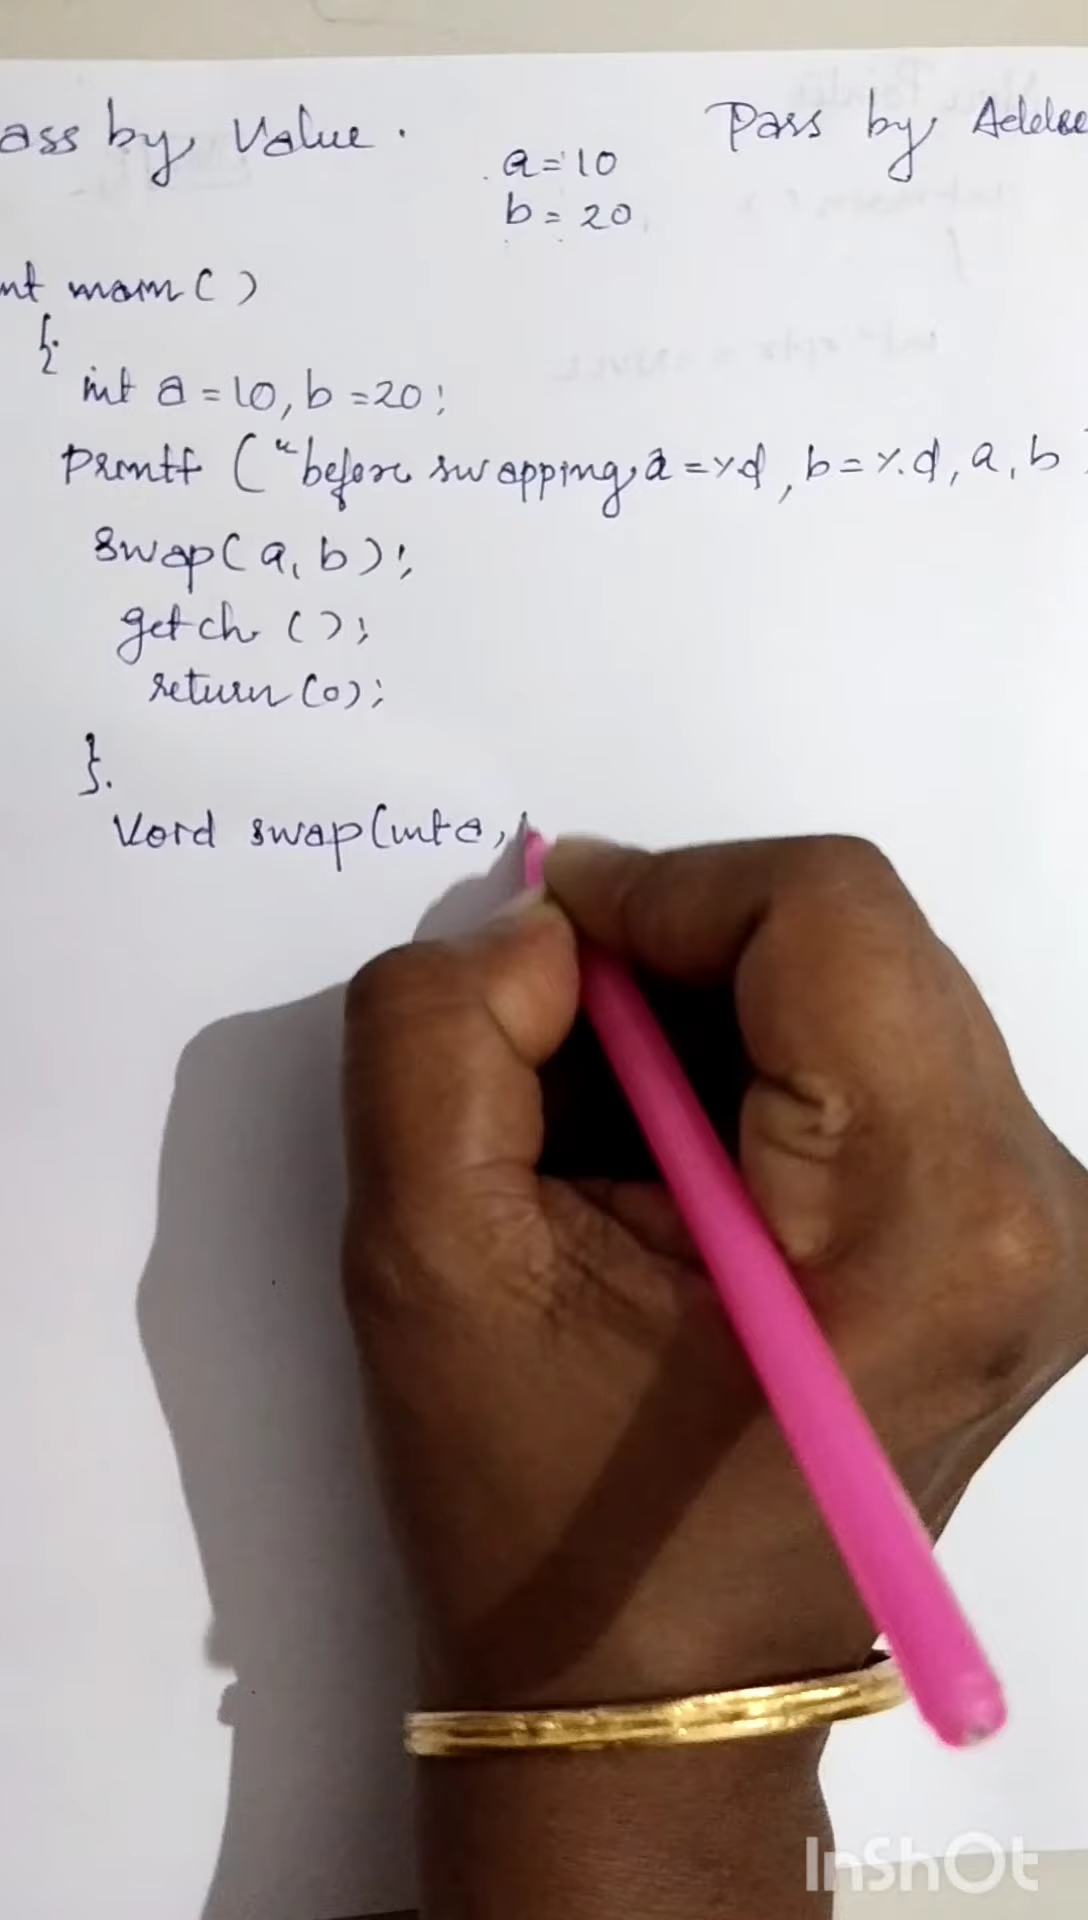 ass by Value.
Pass by Addre
a=10
b=20
nt main()
{
int a=10, b=20;
Printf ("before swapping a=%d, b=%d, a, b
swap(a, b);
getch ();
return (0);
}.
Void swap(int a,
InShOt